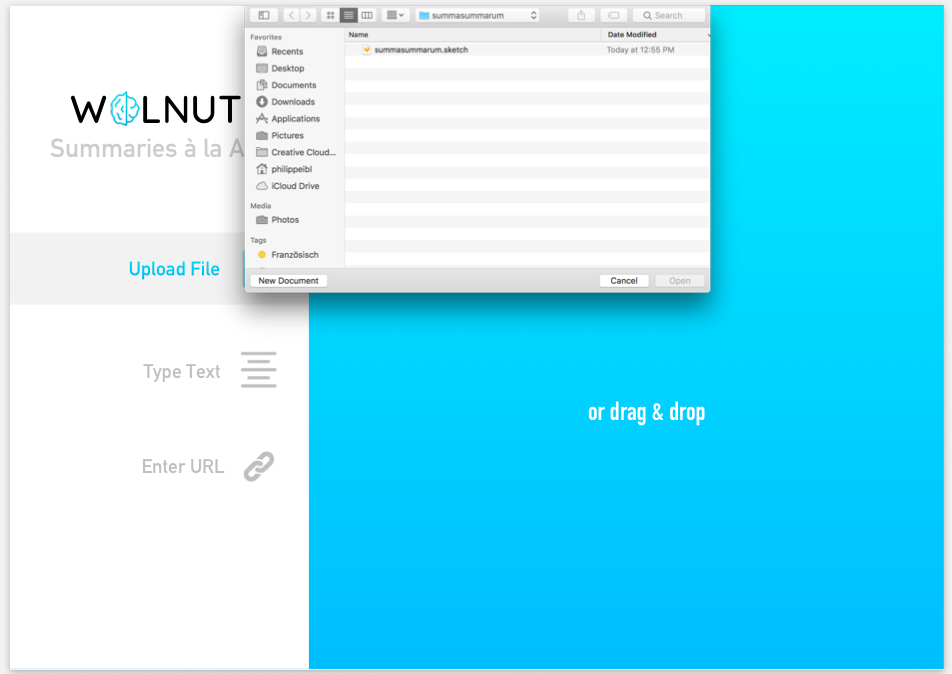 summasummarum
Search
Favorites
Recents
Desktop
Documents
Downloads
Applications
Pictures
Creative Cloud...
philippeibl
iCloud Drive
Media
Photos
Tags
Französisch
Name
Date Modified
summasummarum.sketch
Today at 12:55 PM
New Document
Cancel
Open
WALNUT
Summaries à la A
Upload File
Type Text
Enter URL
or drag & drop